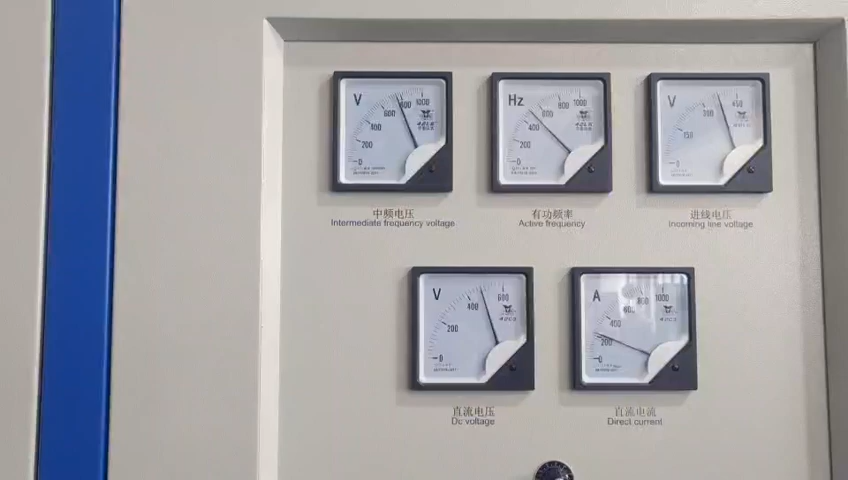 V
1000
800
600
400
200
0
中频电压
Intermediate frequency voltage
Hz
1000
800
600
400
200
0
有功频率
Active frequency
V
450
300
150
0
进线电压
Incoming line voltage
V
600
400
200
0
直流电压
Dc voltage
A
1000
800
600
400
200
0
直流电流
Direct current